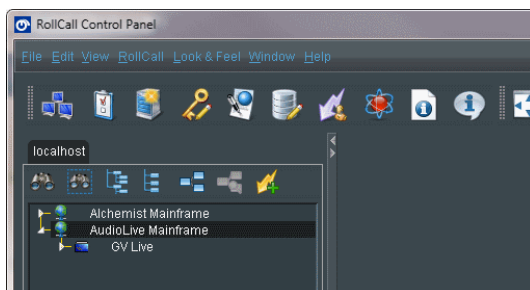 RollCall Control Panel
File Edit View RollCall Look & Feel Window Help
localhost
Alchemist Mainframe
AudioLive Mainframe
GV Live